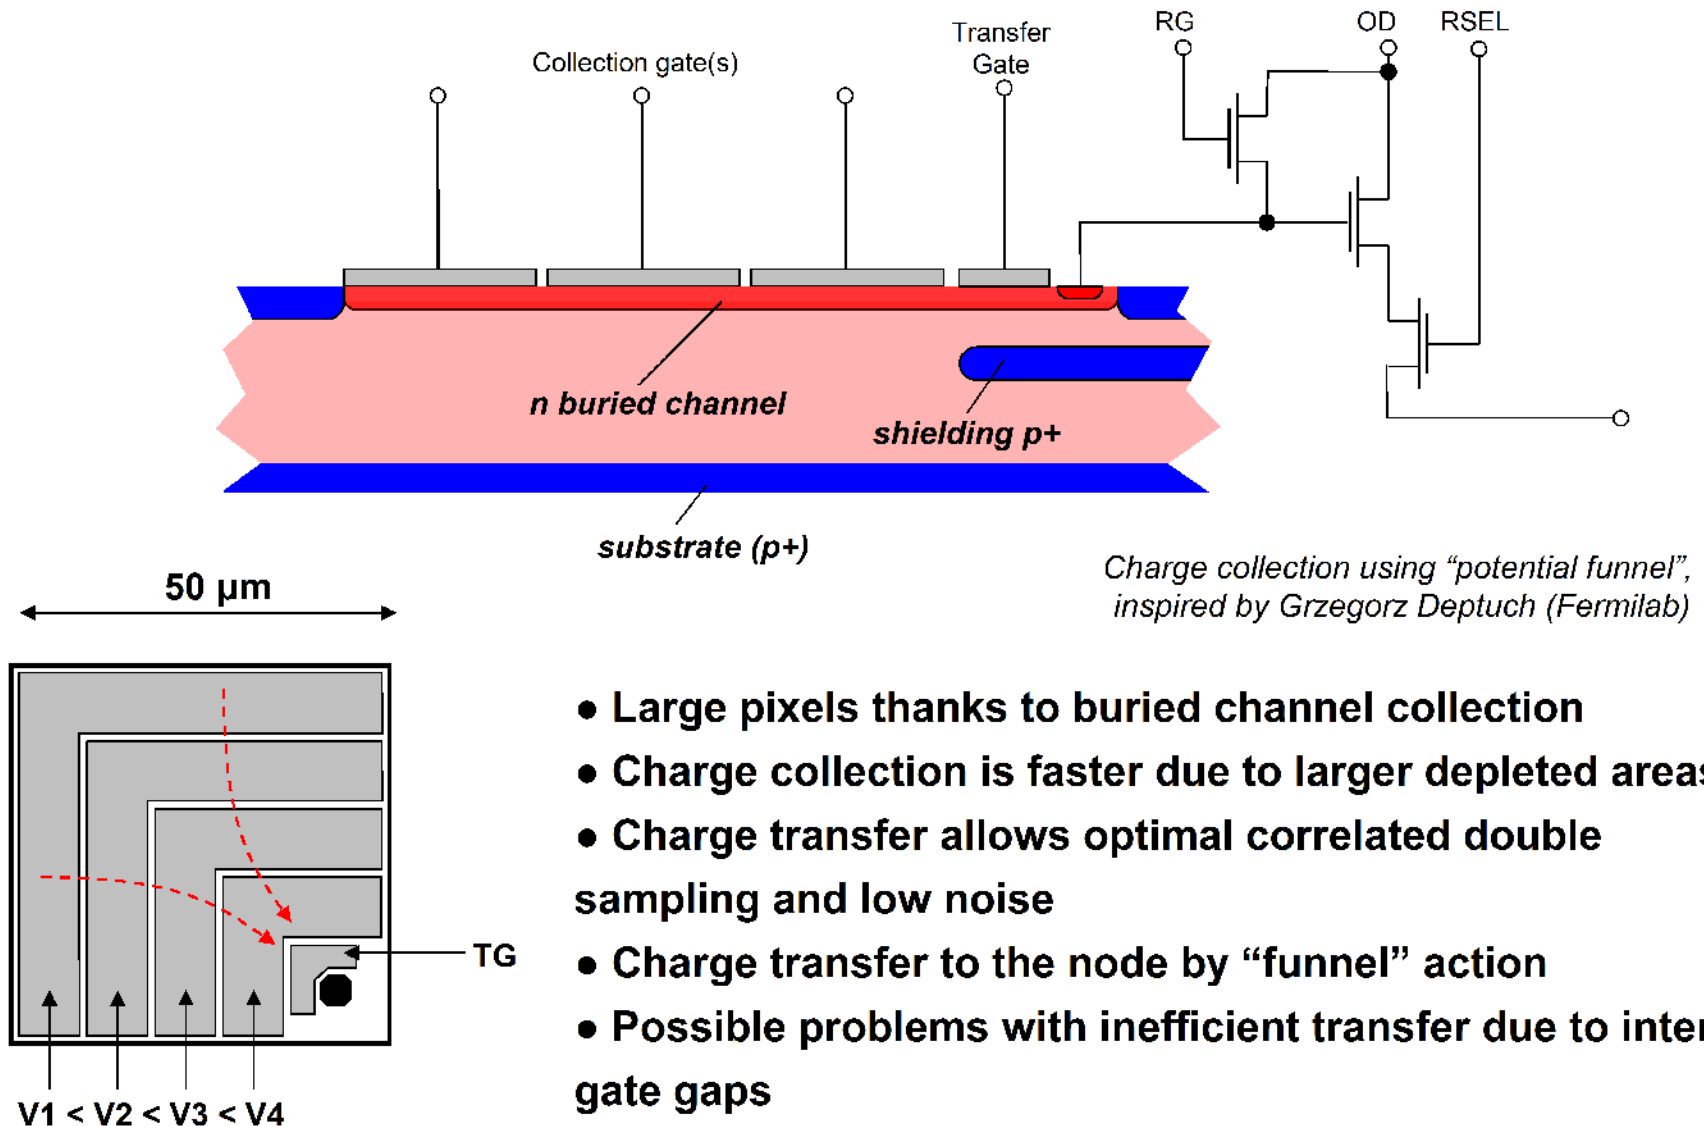 RG
OD
RSEL
Transfer
Gate
Collection gate(s)
n buried channel
shielding p+
substrate (p+)
Charge collection using “potential funnel”,
inspired by Grzegorz Deptuch (Fermilab)
50 µm
TG
V1 < V2 < V3 < V4
● Large pixels thanks to buried channel collection
● Charge collection is faster due to larger depleted areas
● Charge transfer allows optimal correlated double
sampling and low noise
● Charge transfer to the node by “funnel” action
● Possible problems with inefficient transfer due to inter
gate gaps